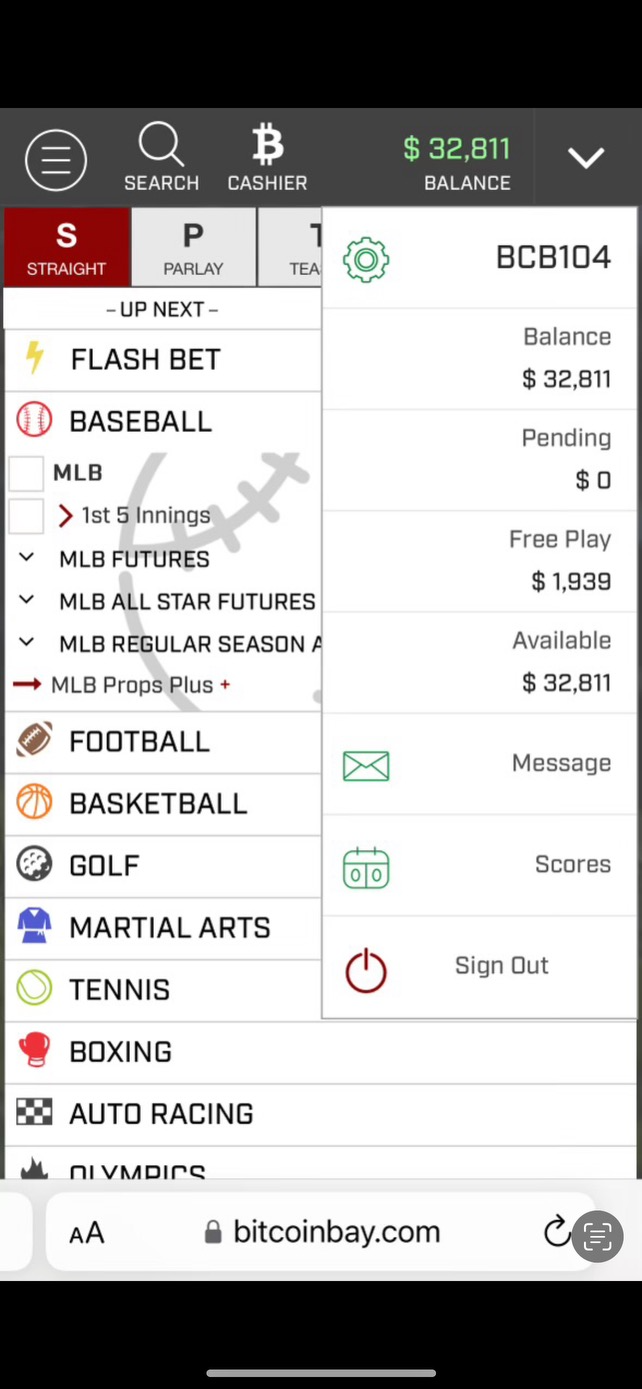 $ 32,811
SEARCH CASHIER BALANCE
S P
STRAIGHT PARLAY TEA
– UP NEXT –
FLASH BET
BASEBALL
MLB
1st 5 Innings
MLB FUTURES
MLB ALL STAR FUTURES
MLB REGULAR SEASON A
MLB Props Plus +
FOOTBALL
BASKETBALL
GOLF
MARTIAL ARTS
TENNIS
BOXING
AUTO RACING
OLYMPICS
BCB104
Balance
$ 32,811
Pending
$ 0
Free Play
$ 1,939
Available
$ 32,811
Message
0 0
Scores
Sign Out
AA bitcoinbay.com